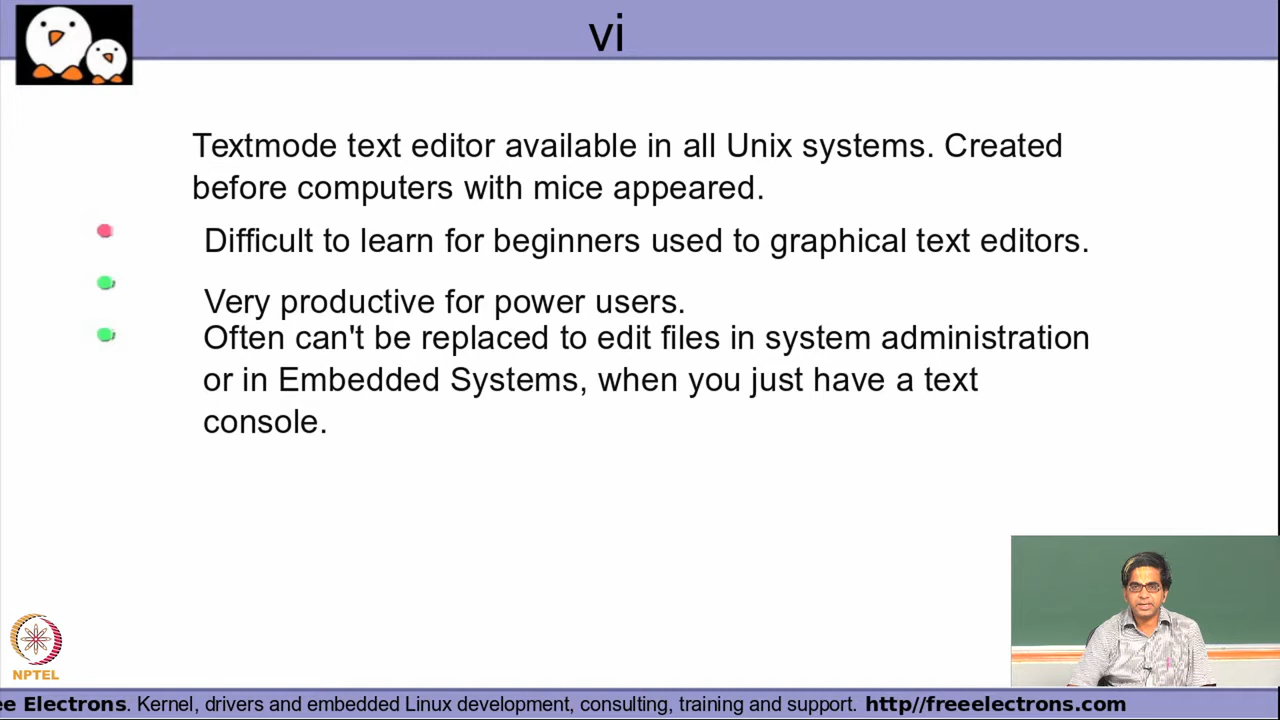 vi
Textmode text editor available in all Unix systems. Created
before computers with mice appeared.
Difficult to learn for beginners used to graphical text editors.
Very productive for power users.
Often can't be replaced to edit files in system administration
or in Embedded Systems, when you just have a text
console.
NPTEL
ee Electrons. Kernel, drivers and embedded Linux development, consulting, training and support. http//freeelectrons.com